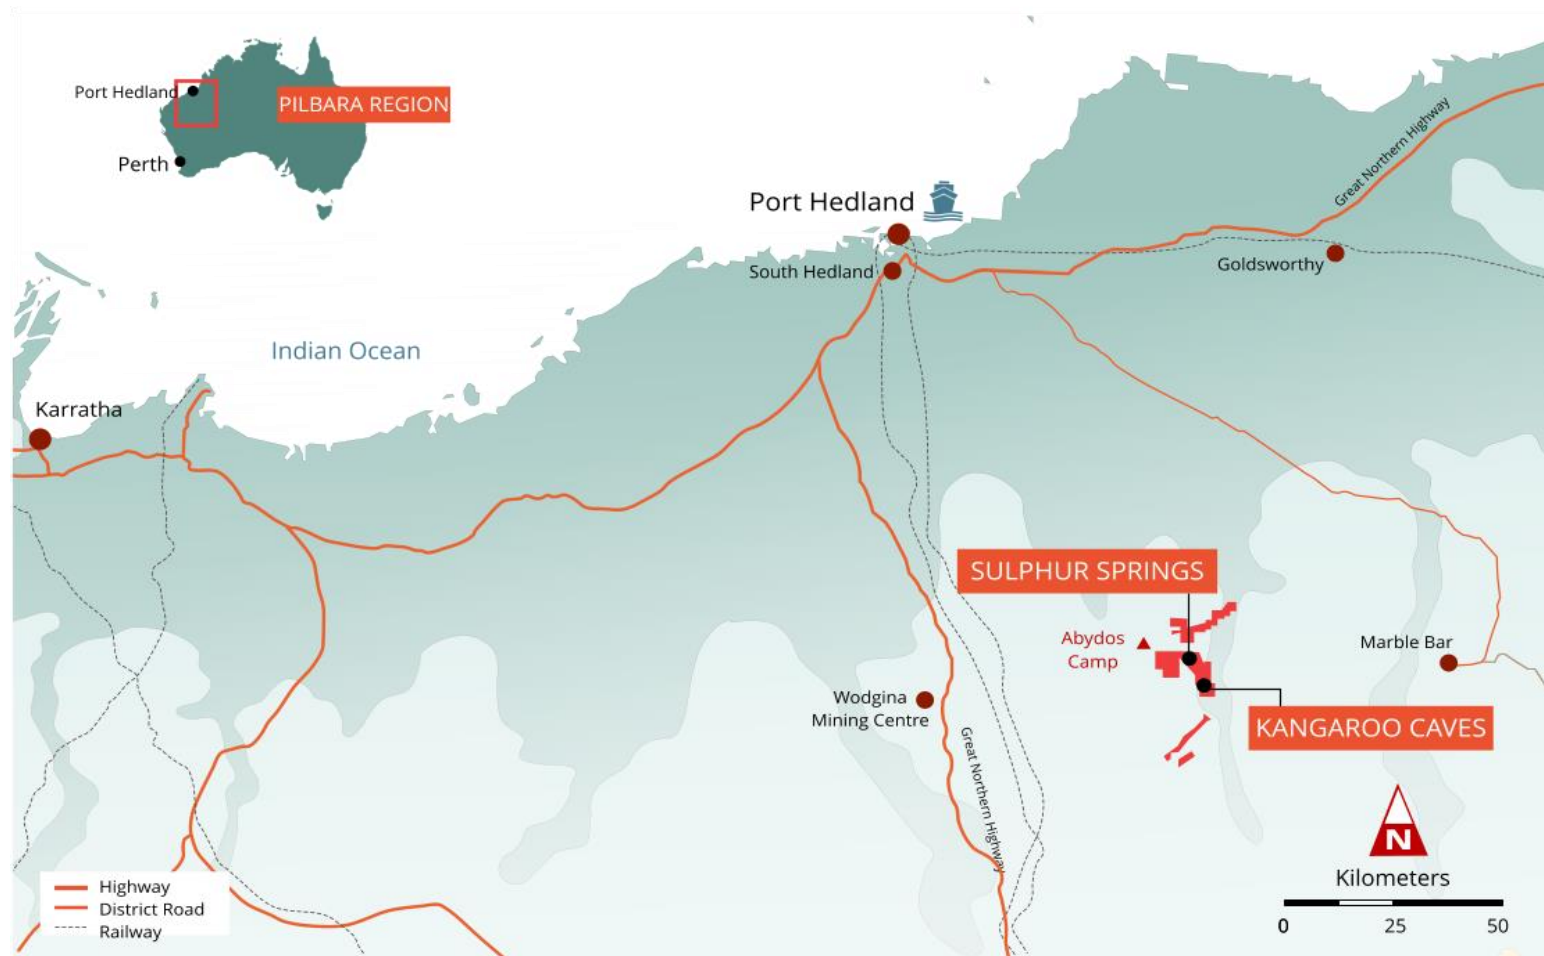 Port Hedland
PILBARA REGION
Perth
Great Northern Highway
Port Hedland
South Hedland
Goldsworthy
Indian Ocean
Karratha
SULPHUR SPRINGS
Abydos
Camp
Marble Bar
Wodgina
Mining Centre
KANGAROO CAVES
Great Northern Highway
N
Kilometers
0 25 50
Highway
District Road
Railway